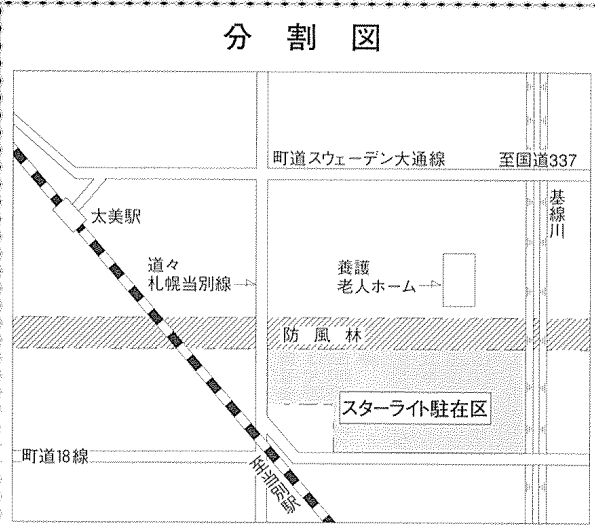 分割図
町道スウェーデン大通線
至国道337
基線川
太美駅
道々
札幌当別線
養護
老人ホーム
防風林
スターライト駐在区
町道18線
至当別駅